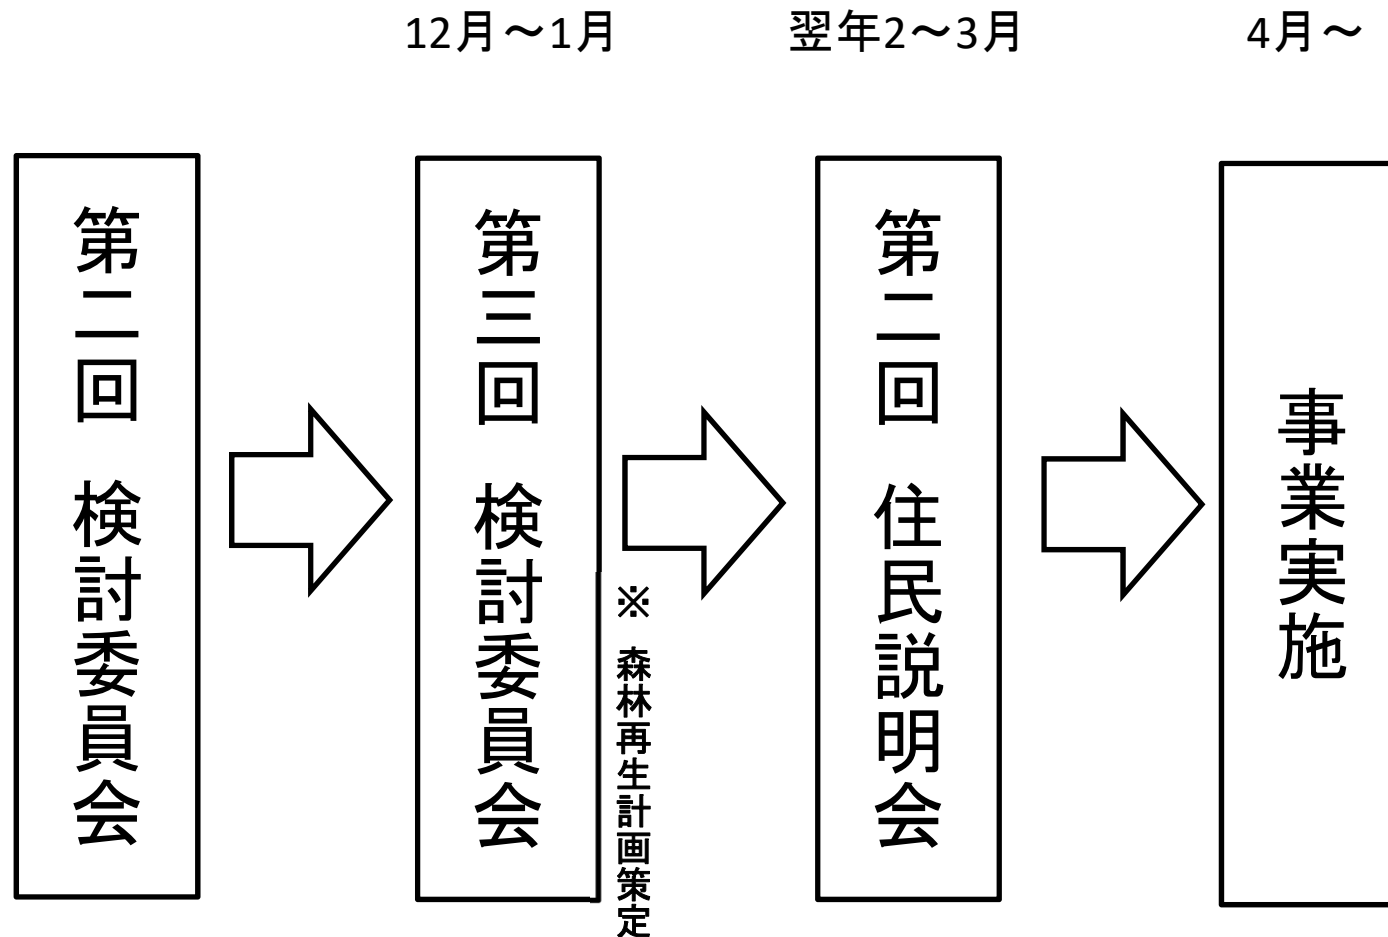 12月～1月
翌年2～3月
4月～
第二回 検討委員会
第三回 検討委員会
※ 森林再生計画策定
第二回 住民説明会
事業実施